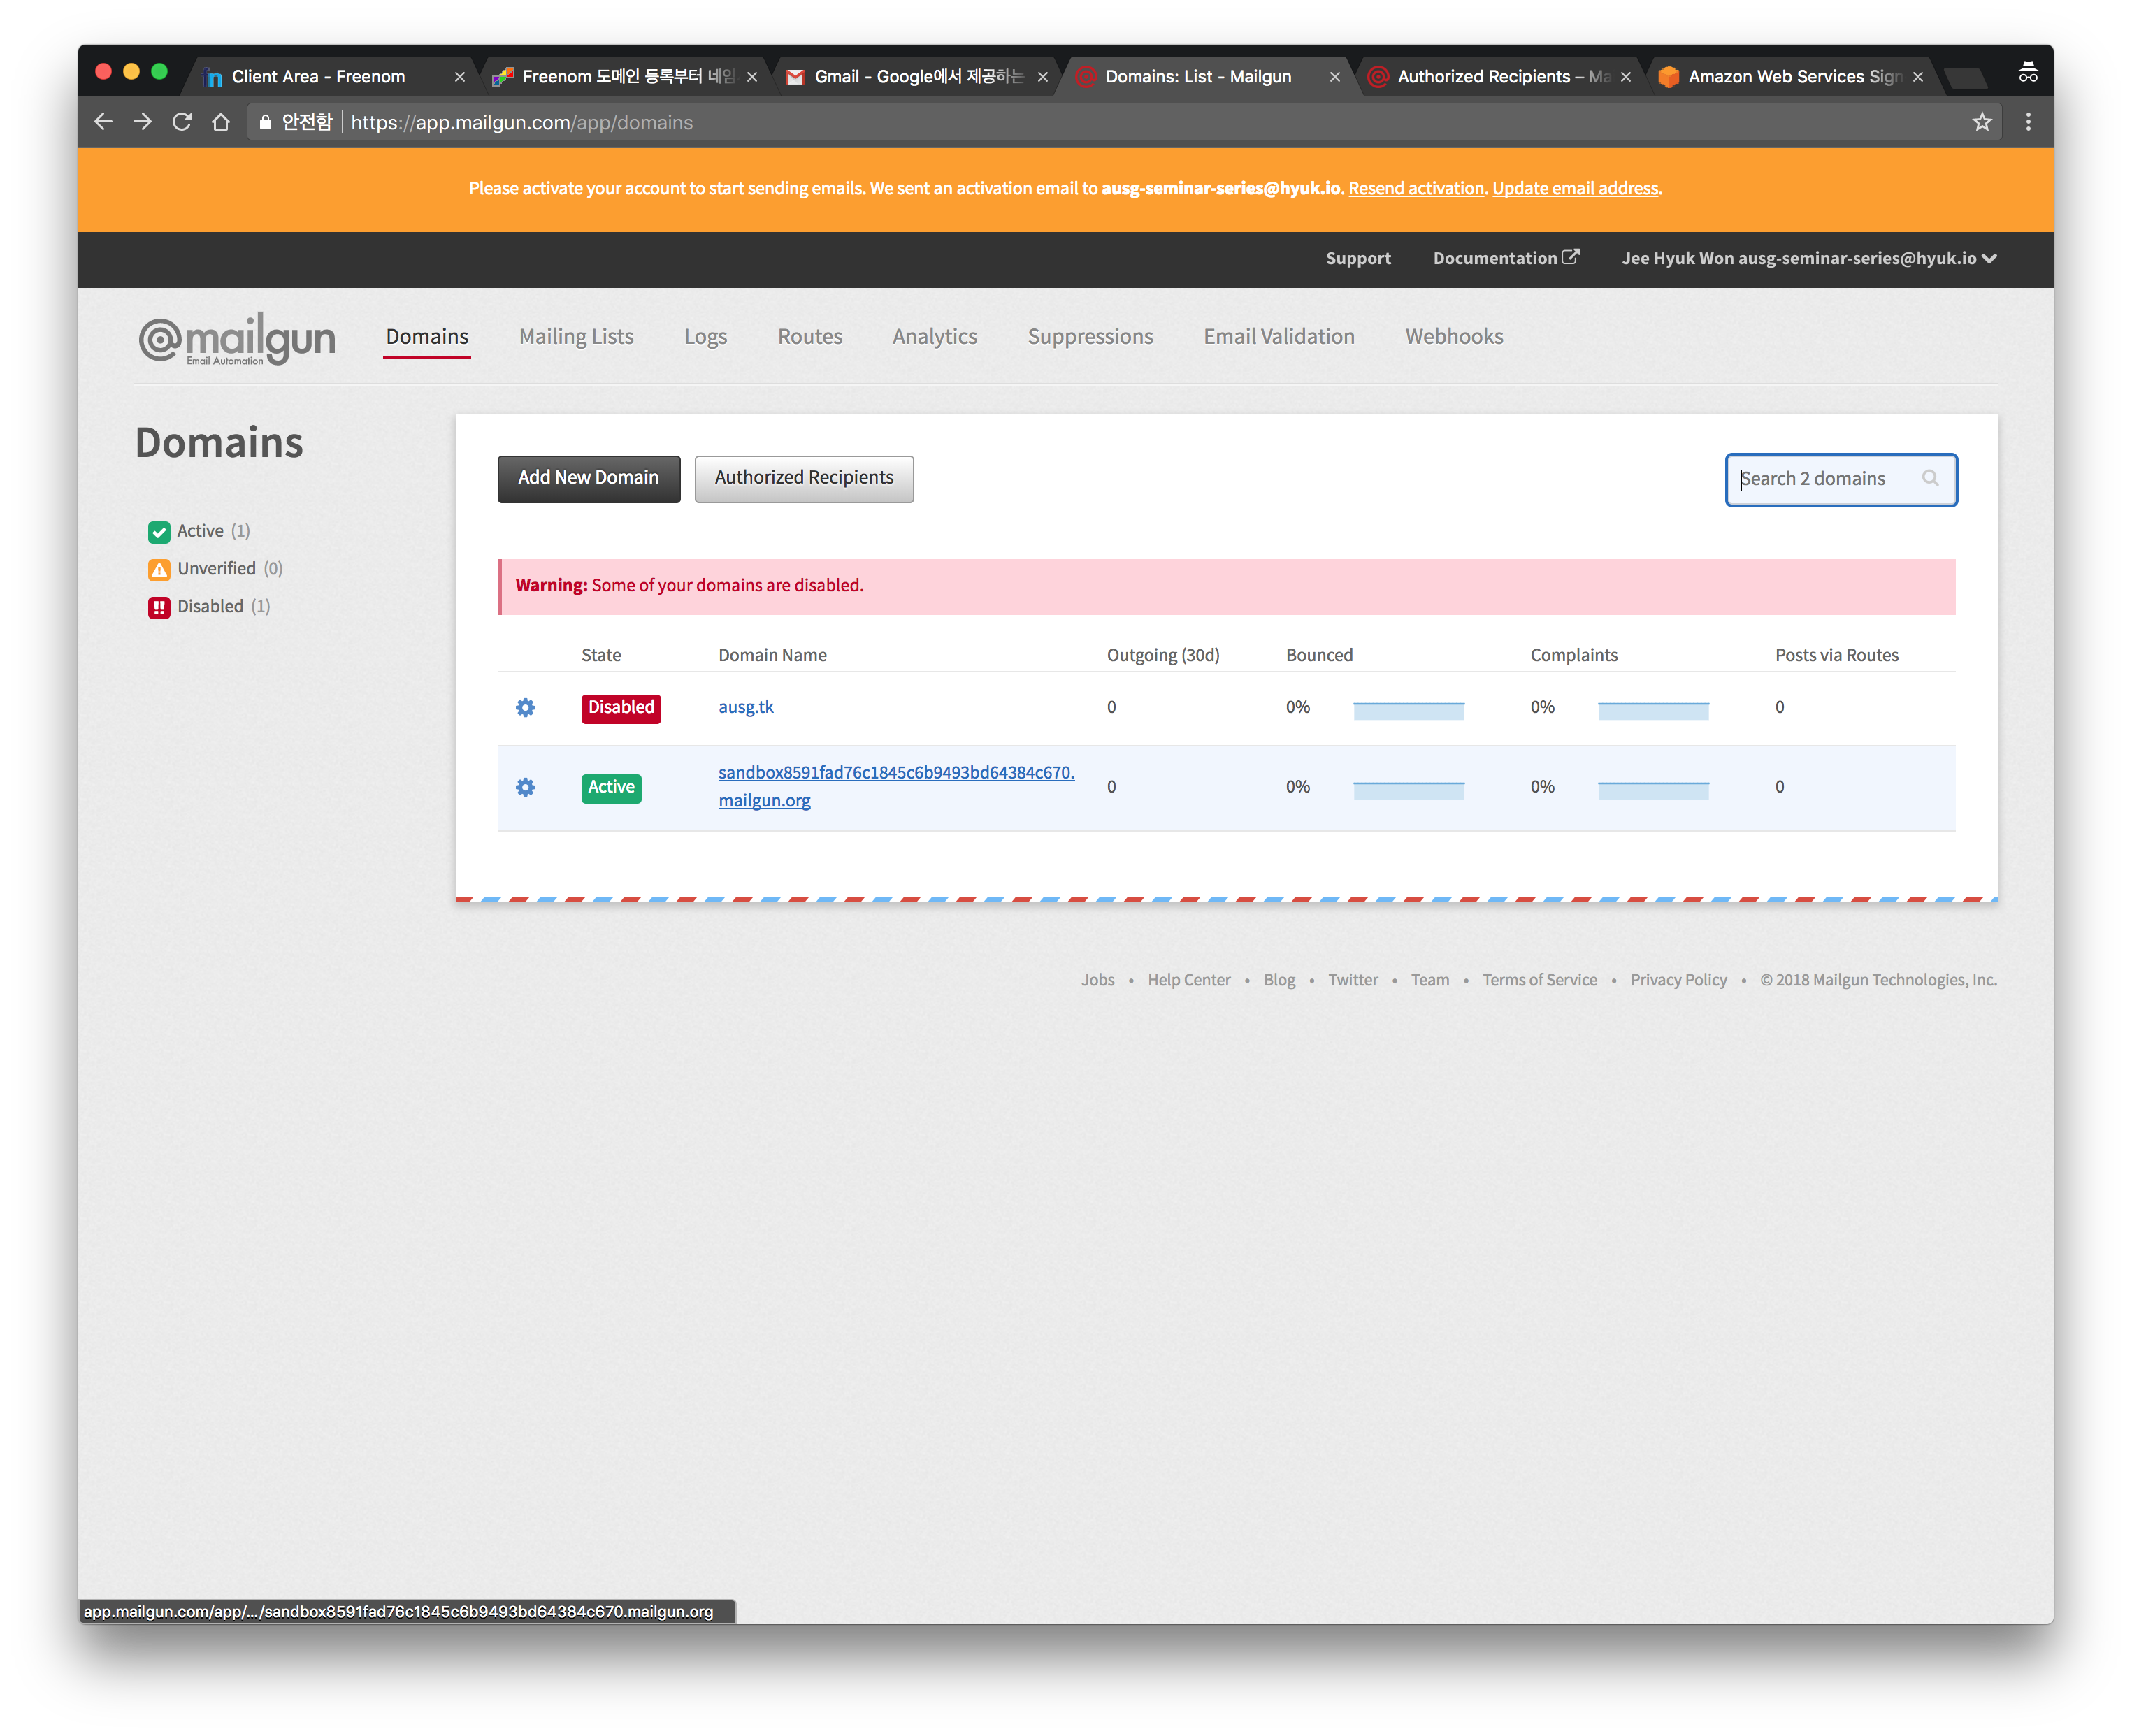 Client Area - Freenom
Freenom 도메인 등록부터 네임
Gmail - Google에서 제공하는
Domains: List - Mailgun
Authorized Recipients – Ma
Amazon Web Services Sign
안전함 https://app.mailgun.com/app/domains
Please activate your account to start sending emails. We sent an activation email to ausg-seminar-series@hyuk.io. Resend activation. Update email address.
Support Documentation Jee Hyuk Won ausg-seminar-series@hyuk.io
@mailgun
Email Automation
Domains Mailing Lists Logs Routes Analytics Suppressions Email Validation Webhooks
Domains
Active (1)
Unverified (0)
Disabled (1)
Add New Domain Authorized Recipients Search 2 domains
Warning: Some of your domains are disabled.
State Domain Name Outgoing (30d) Bounced Complaints Posts via Routes
Disabled ausg.tk 0 0% 0% 0
Active sandbox8591fad76c1845c6b9493bd64384c670. 0 0% 0% 0
mailgun.org
Jobs • Help Center • Blog • Twitter • Team • Terms of Service • Privacy Policy • © 2018 Mailgun Technologies, Inc.
app.mailgun.com/app/.../sandbox8591fad76c1845c6b9493bd64384c670.mailgun.org